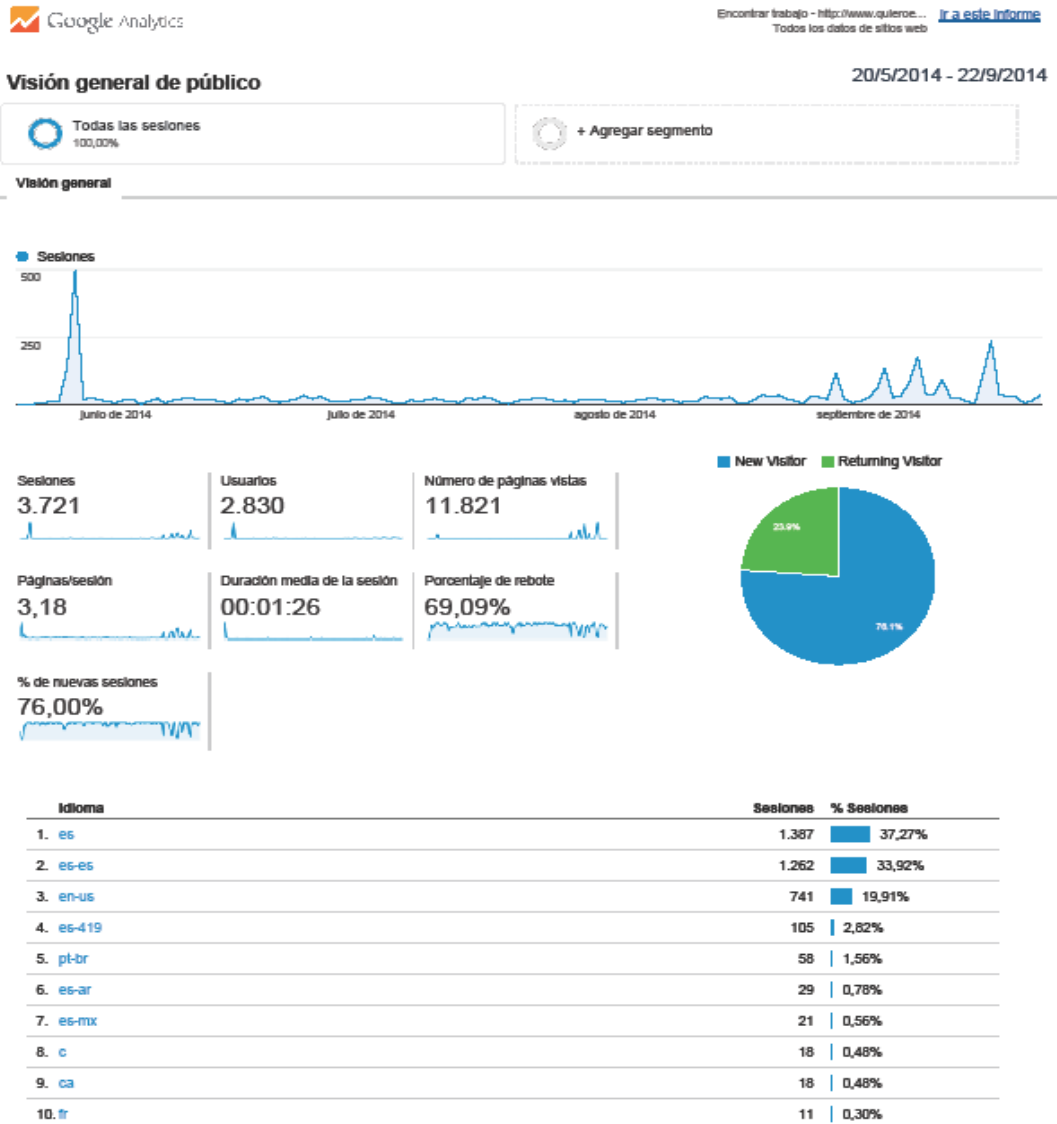 Google Analytics
Encontrar trabajo - http://www.quieroe...
Todos los datos de sitios web
Ir a este informe
Visión general de público
20/5/2014 - 22/9/2014
Todas las sesiones
100,00%
+ Agregar segmento
Visión general
Sesiones
500
250
junio de 2014
julio de 2014
agosto de 2014
septiembre de 2014
New Visitor
Returning Visitor
Sesiones
3.721
Usuarios
2.830
Número de páginas vistas
11.821
23.9%
76.1%
Páginas/sesión
3,18
Duración media de la sesión
00:01:26
Porcentaje de rebote
69,09%
% de nuevas sesiones
76,00%
Idioma Sesiones % Sesiones
1. es 1.387 37,27%
2. es-es 1.262 33,92%
3. en-us 741 19,91%
4. es-419 105 2,82%
5. pt-br 58 1,56%
6. es-ar 29 0,78%
7. es-mx 21 0,56%
8. c 18 0,48%
9. ca 18 0,48%
10. fr 11 0,30%